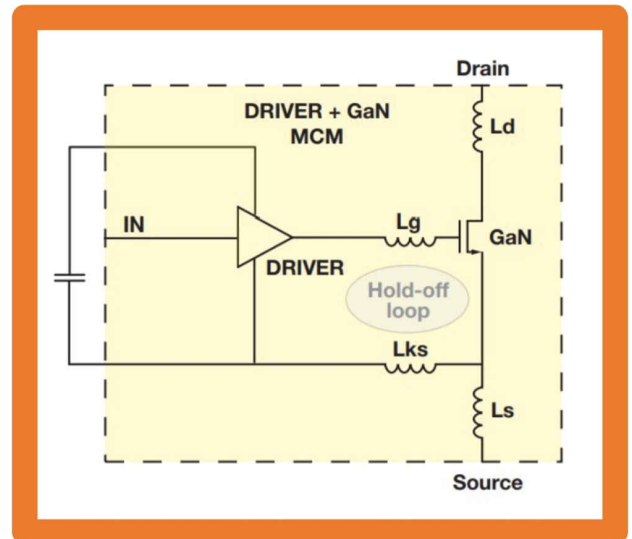 Drain
DRIVER + GaN
MCM
Ld
IN
Lg
GaN
DRIVER
Hold-off
loop
Lks
Ls
Source